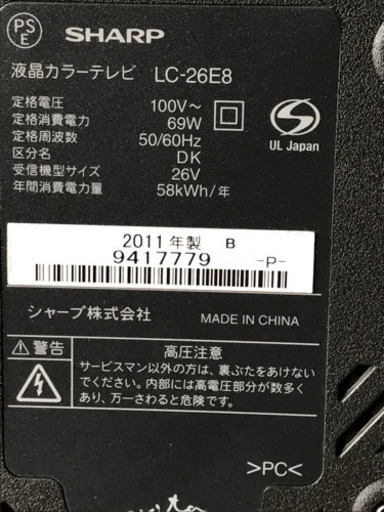 PS
E
SHARP
液晶カラーテレビ LC-26E8
定格電圧 100V～
定格消費電力 69W
定格周波数 50/60Hz
区分名 DK
受信機型サイズ 26V
年間消費電力量 58kWh/年
UL Japan
2011年製 B
9417779 -P-
シャープ株式会社 MADE IN CHINA
警告
高圧注意
サービスマン以外の方は、裏ぶたをあけない
でください。内部には高電圧部分が数多く
あり、万一さわると危険です。
>PC<